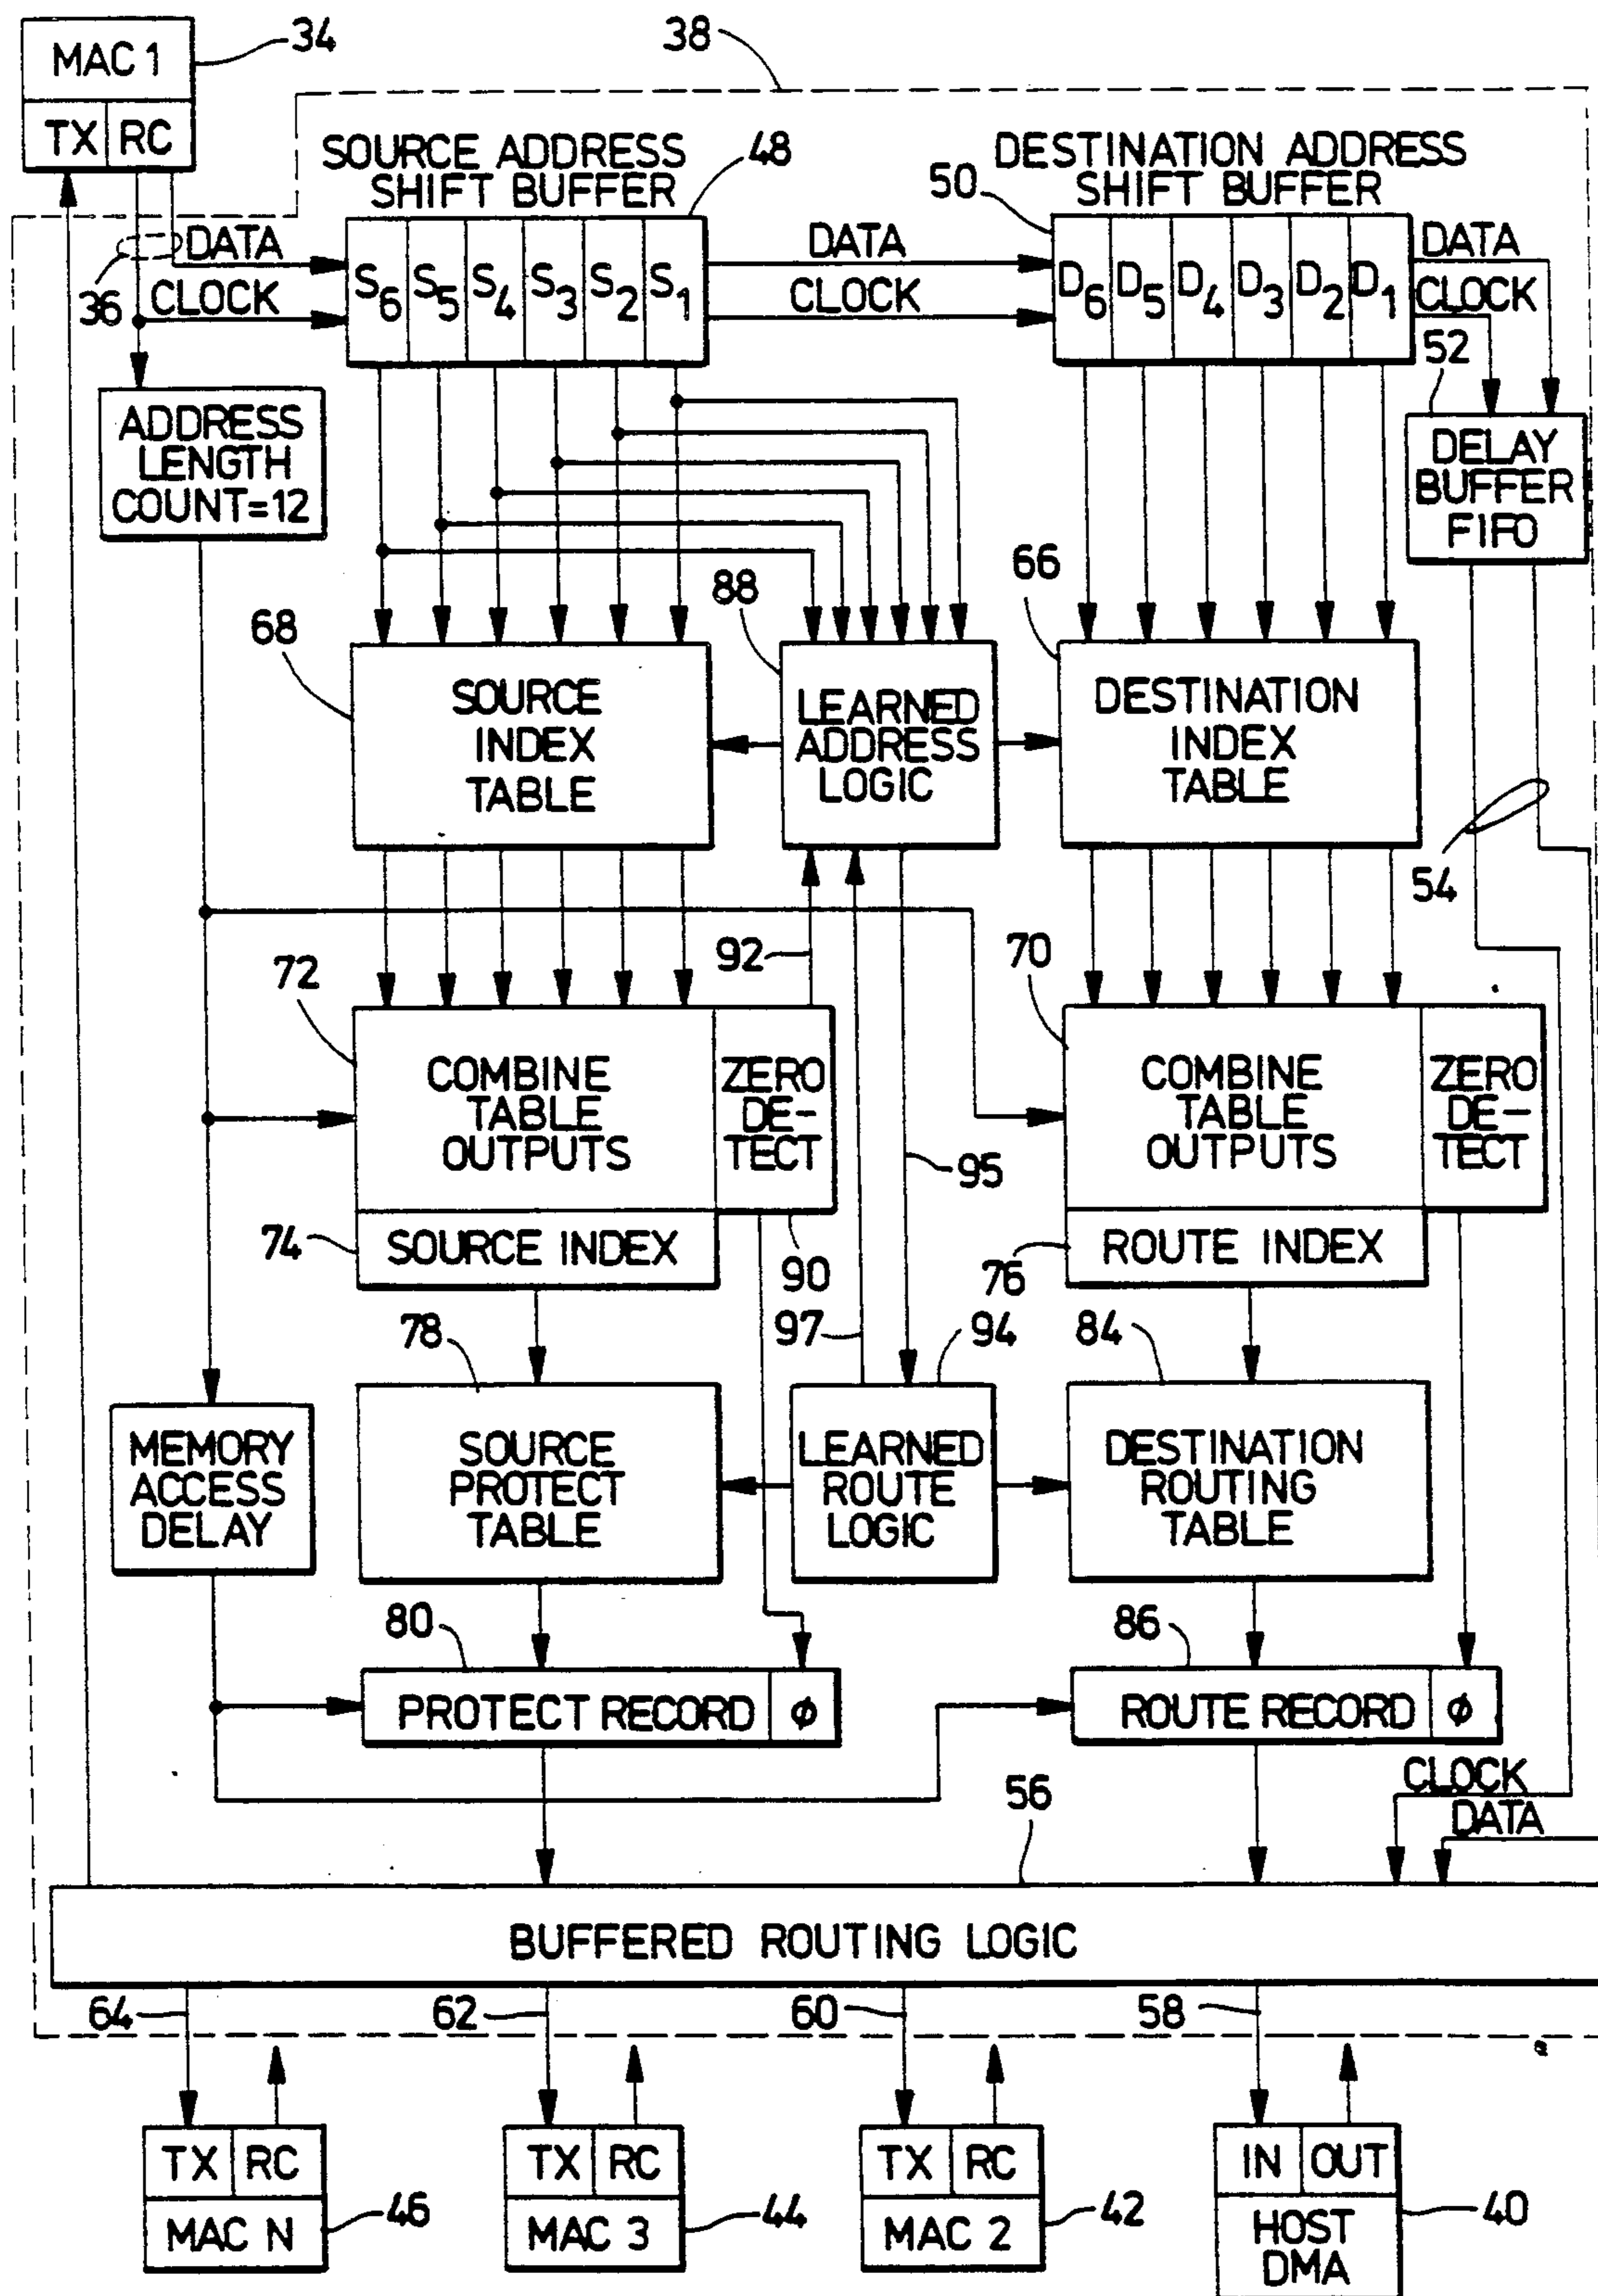 MAC 1
34
38
TX RC
SOURCE ADDRESS
SHIFT BUFFER
48
DESTINATION ADDRESS
SHIFT BUFFER
50
DATA
CLOCK
36
S6 S5 S4 S3 S2 S1
DATA
CLOCK
D6 D5 D4 D3 D2 D1
DATA
CLOCK
52
ADDRESS
LENGTH
COUNT=12
DELAY
BUFFER
FIFO
68
88
66
SOURCE
INDEX
TABLE
LEARNED
ADDRESS
LOGIC
DESTINATION
INDEX
TABLE
54
72
92
70
COMBINE
TABLE
OUTPUTS
ZERO
DE-
TECT
95
COMBINE
TABLE
OUTPUTS
ZERO
DE-
TECT
74
SOURCE INDEX
90
76
ROUTE INDEX
78
97
94
84
MEMORY
ACCESS
DELAY
SOURCE
PROTECT
TABLE
LEARNED
ROUTE
LOGIC
DESTINATION
ROUTING
TABLE
80
86
PROTECT RECORD ϕ
ROUTE RECORD ϕ
CLOCK
DATA
56
BUFFERED ROUTING LOGIC
64
62
60
58
TX RC
MAC N
46
TX RC
MAC 3
44
TX RC
MAC 2
42
IN OUT
HOST
DMA
40